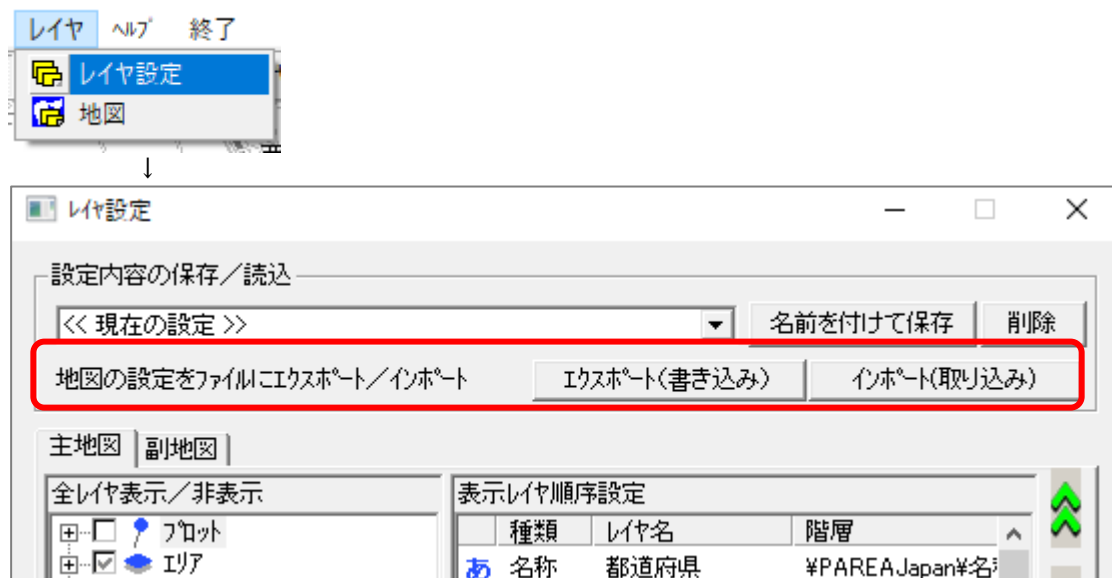 レイヤ ﾍﾙﾌﾟ 終了
レイヤ設定
地図
↓
ﾚｲﾔ設定
設定内容の保存／読込
<< 現在の設定 >>
名前を付けて保存
削除
地図の設定をﾌｧｲﾙにｴｸｽﾎﾟｰﾄ／ｲﾝﾎﾟｰﾄ
ｴｸｽﾎﾟｰﾄ(書き込み)
ｲﾝﾎﾟｰﾄ(取り込み)
主地図 副地図
全ﾚｲﾔ表示／非表示
ﾌﾟﾛｯﾄ
ｴﾘｱ
表示ﾚｲﾔ順序設定
種類 ﾚｲﾔ名 階層
あ 名称 都道府県 ¥PAREAJapan¥名